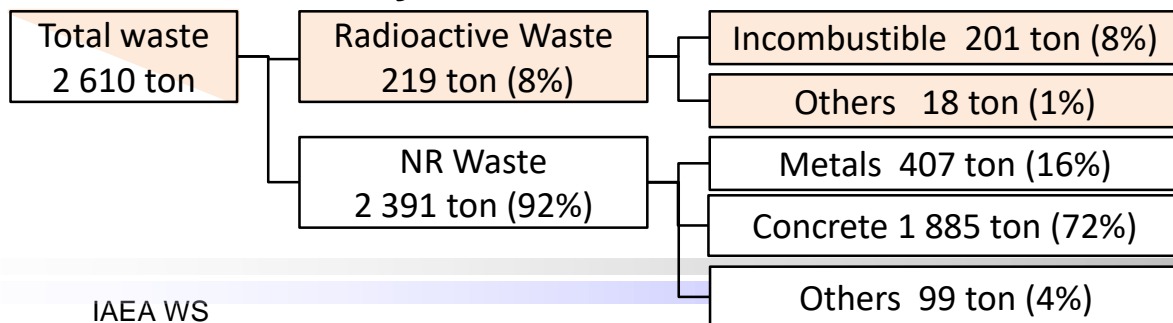 Total waste
2 610 ton
Radioactive Waste
219 ton (8%)
Incombustible 201 ton (8%)
Others 18 ton (1%)
NR Waste
2 391 ton (92%)
Metals 407 ton (16%)
Concrete 1 885 ton (72%)
Others 99 ton (4%)
IAEA WS